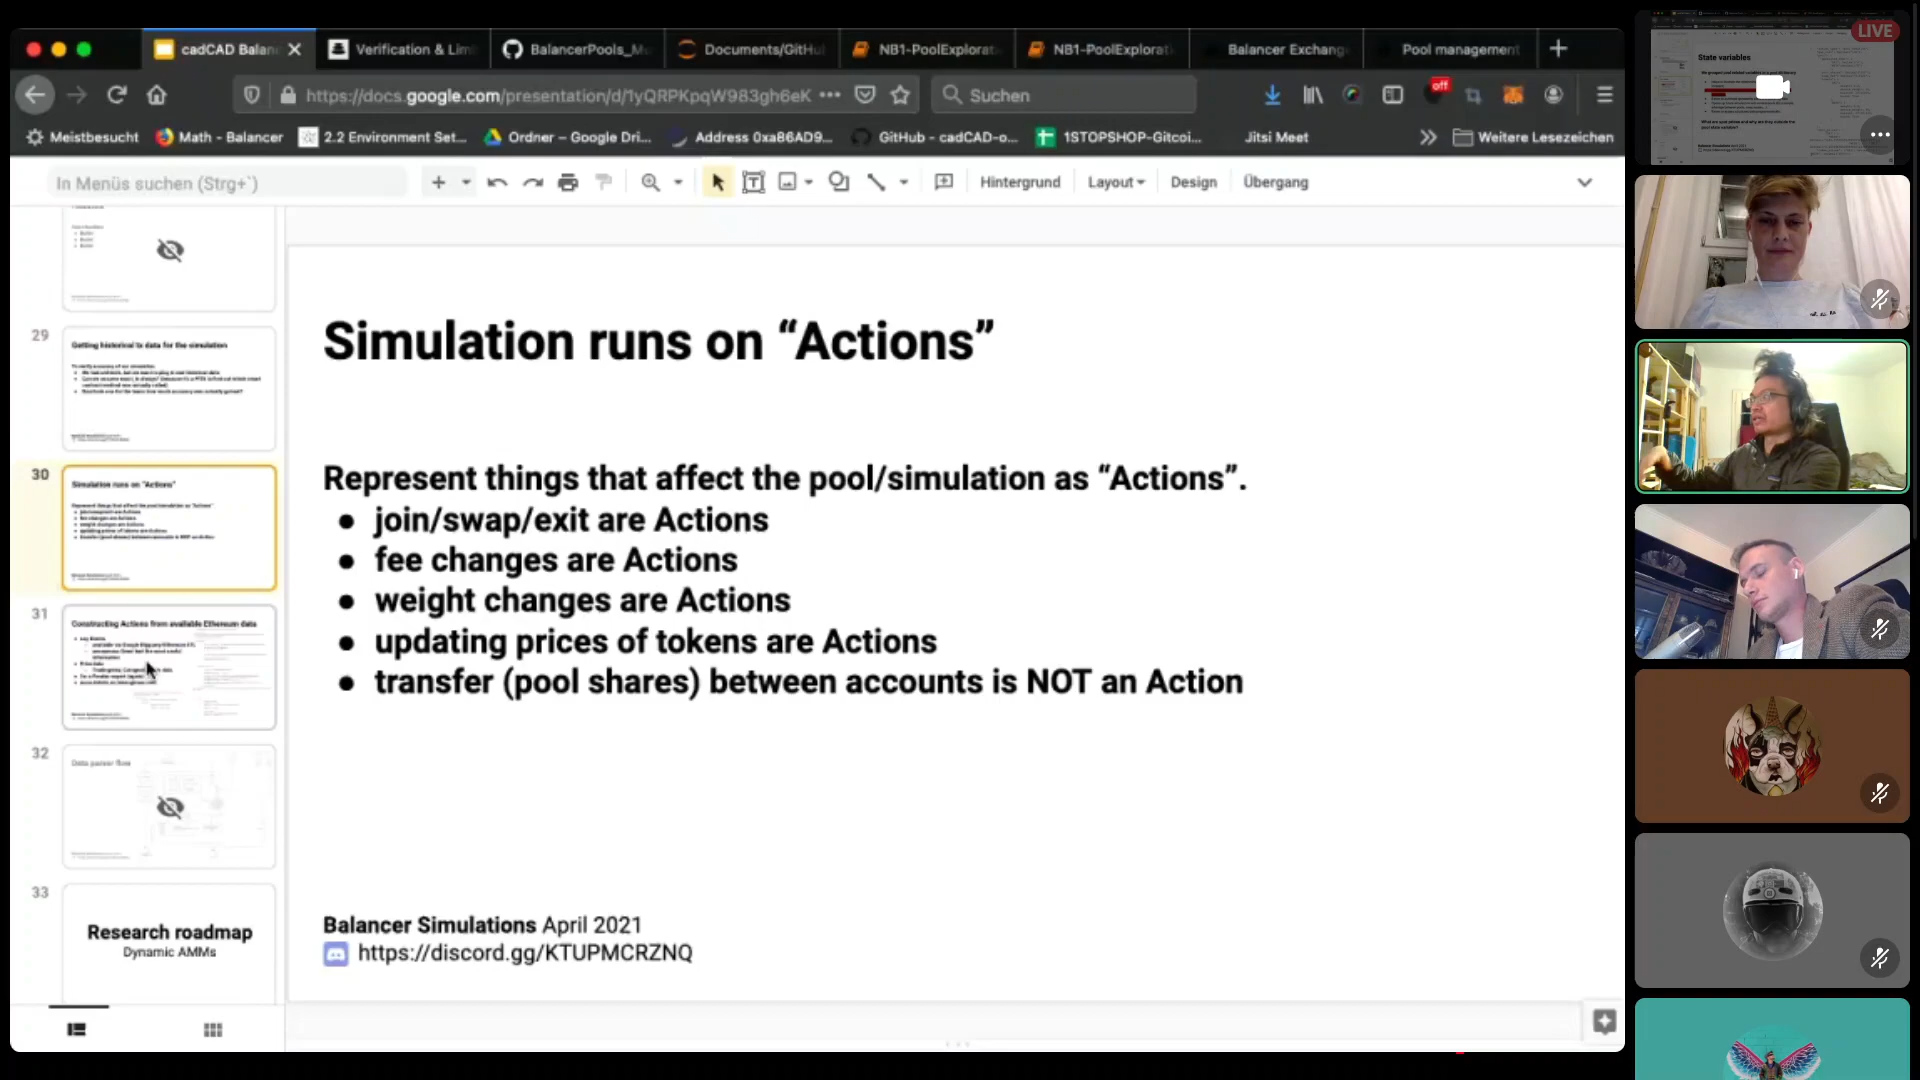 cadCAD Balan
Verification & Lim
BalancerPools_M
Documents/GitHu
NB1-PoolExplorat
NB1-PoolExplorat
Balancer Exchang
Pool management
https://docs.google.com/presentation/d/1yQRPKpqW983gh6eK
Suchen
off
Meistbesucht
Math - Balancer
2.2 Environment Set...
Ordner – Google Dri...
Address 0xa86AD9...
GitHub - cadCAD-o...
1STOPSHOP-Gitcoi...
Jitsi Meet
Weitere Lesezeichen
In Menüs suchen (Strg+`)
Hintergrund
Layout
Design
Übergang
29
Getting historical tx data for the simulation
30
Simulation runs on "Actions"
31
Constructing Actions from available Ethereum data
32
Data parser flow
33
Research roadmap
Dynamic AMMs
Simulation runs on “Actions”
Represent things that affect the pool/simulation as “Actions”.
● join/swap/exit are Actions
● fee changes are Actions
● weight changes are Actions
● updating prices of tokens are Actions
● transfer (pool shares) between accounts is NOT an Action
Balancer Simulations April 2021
https://discord.gg/KTUPMCRZNQ
LIVE
State variables